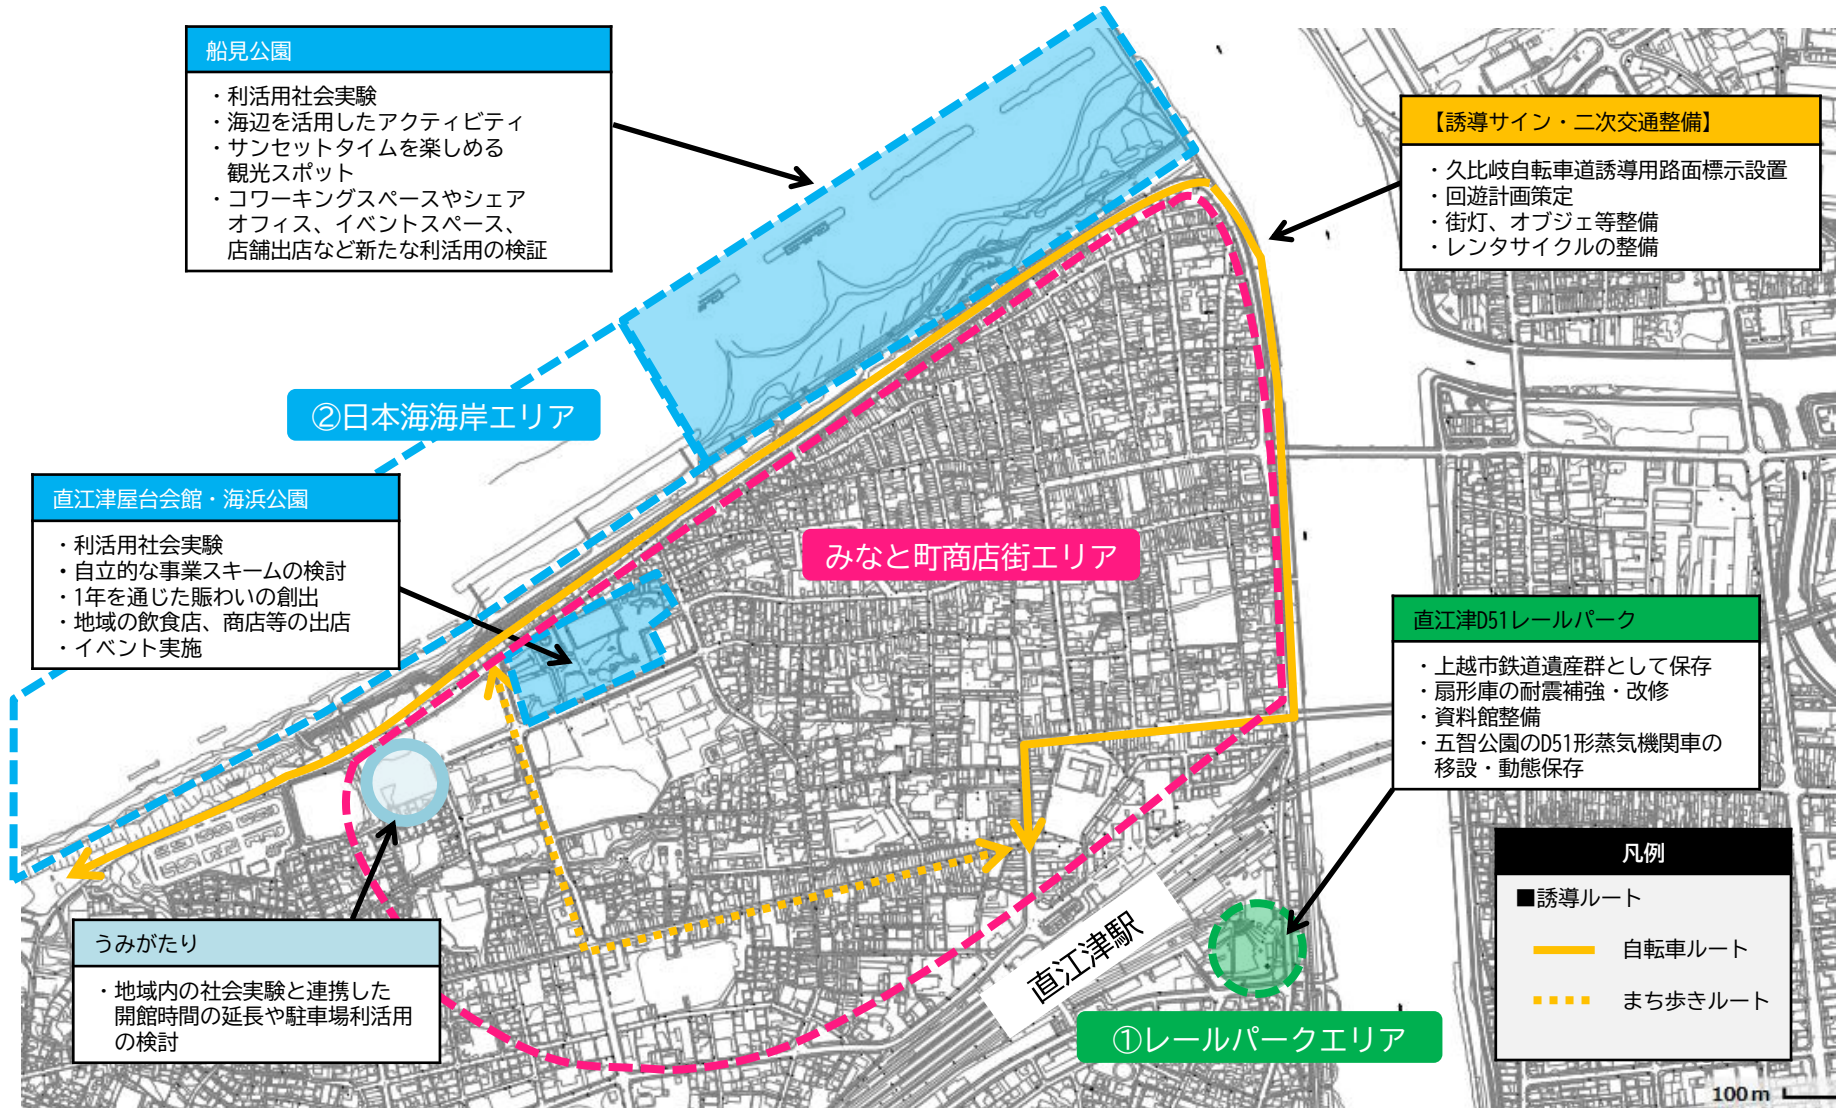 船見公園
・利活用社会実験
・海辺を活用したアクティビティ
・サンセットタイムを楽しめる
観光スポット
・コワーキングスペースやシェア
オフィス、イベントスペース、
店舗出店など新たな利活用の検証
【誘導サイン・二次交通整備】
・久比岐自転車道誘導用路面標示設置
・回遊計画策定
・街灯、オブジェ等整備
・レンタサイクルの整備
②日本海海岸エリア
直江津屋台会館・海浜公園
・利活用社会実験
・自立的な事業スキームの検討
・1年を通じた賑わいの創出
・地域の飲食店、商店等の出店
・イベント実施
みなと町商店街エリア
直江津D51レールパーク
・上越市鉄道遺産群として保存
・扇形庫の耐震補強・改修
・資料館整備
・五智公園のD51形蒸気機関車の
移設・動態保存
うみがたり
・地域内の社会実験と連携した
開館時間の延長や駐車場利活用
の検討
直江津駅
①レールパークエリア
凡例
■誘導ルート
自転車ルート
まち歩きルート
100m